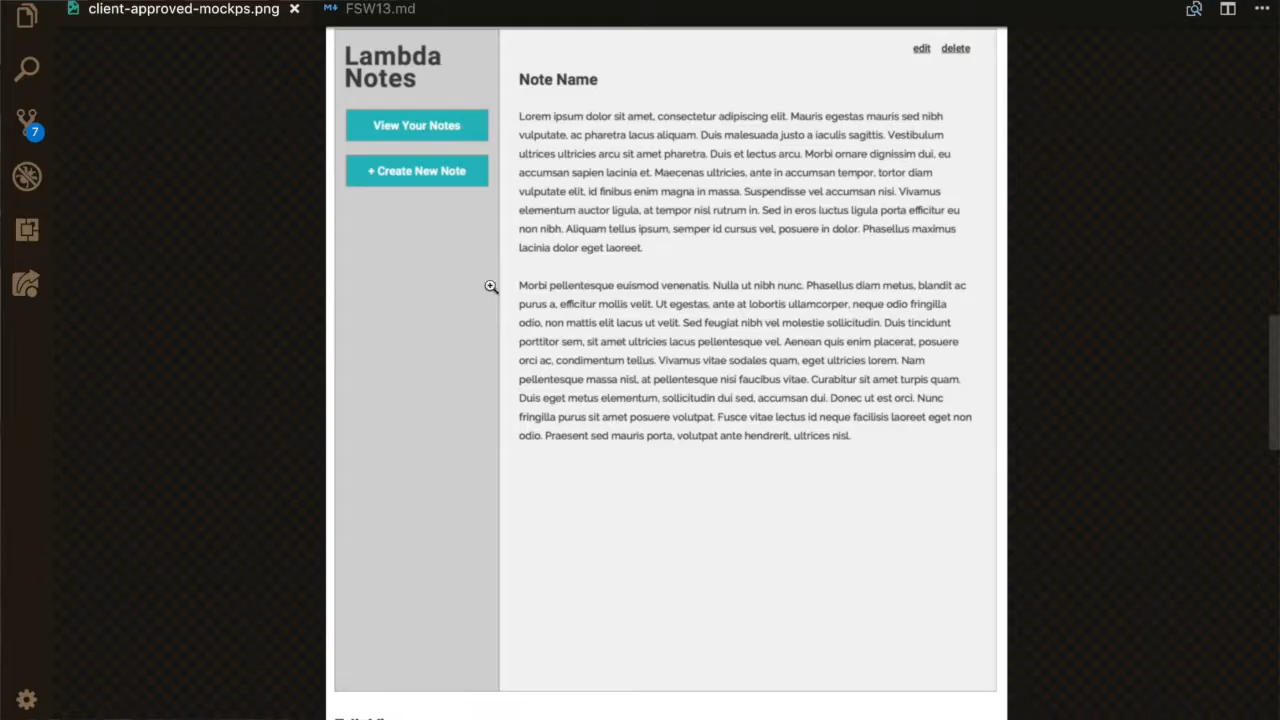 client-approved-mockps.png
FSW13.md
7
Lambda
Notes
View Your Notes
+ Create New Note
edit delete
Note Name
Lorem ipsum dolor sit amet, consectetur adipiscing elit. Mauris egestas mauris sed nibh
vulputate, ac pharetra lacus aliquam. Duis malesuada justo a iaculis sagittis. Vestibulum
ultrices ultricies arcu sit amet pharetra. Duis et lectus arcu. Morbi ornare dignissim dui, eu
accumsan sapien lacinia et. Maecenas ultricies, ante in accumsan tempor, tortor diam
vulputate elit, id finibus enim magna in massa. Suspendisse vel accumsan nisi. Vivamus
elementum auctor ligula, at tempor nisl rutrum in. Sed in eros luctus ligula porta efficitur eu
non nibh. Aliquam tellus ipsum, semper id cursus vel, posuere in dolor. Phasellus maximus
lacinia dolor eget laoreet.
Morbi pellentesque euismod venenatis. Nulla ut nibh nunc. Phasellus diam metus, blandit ac
purus a, efficitur mollis velit. Ut egestas, ante at lobortis ullamcorper, neque odio fringilla
odio, non mattis elit lacus ut velit. Sed feugiat nibh vel molestie sollicitudin. Duis tincidunt
porttitor sem, sit amet ultricies lacus pellentesque vel. Aenean quis enim placerat, posuere
orci ac, condimentum tellus. Vivamus vitae sodales quam, eget ultricies lorem. Nam
pellentesque massa nisl, at pellentesque nisi faucibus vitae. Curabitur sit amet turpis quam.
Duis eget metus elementum, sollicitudin dui sed, accumsan dui. Donec ut est orci. Nunc
fringilla purus sit amet posuere volutpat. Fusce vitae lectus id neque facilisis laoreet eget non
odio. Praesent sed mauris porta, volutpat ante hendrerit, ultrices nisl.